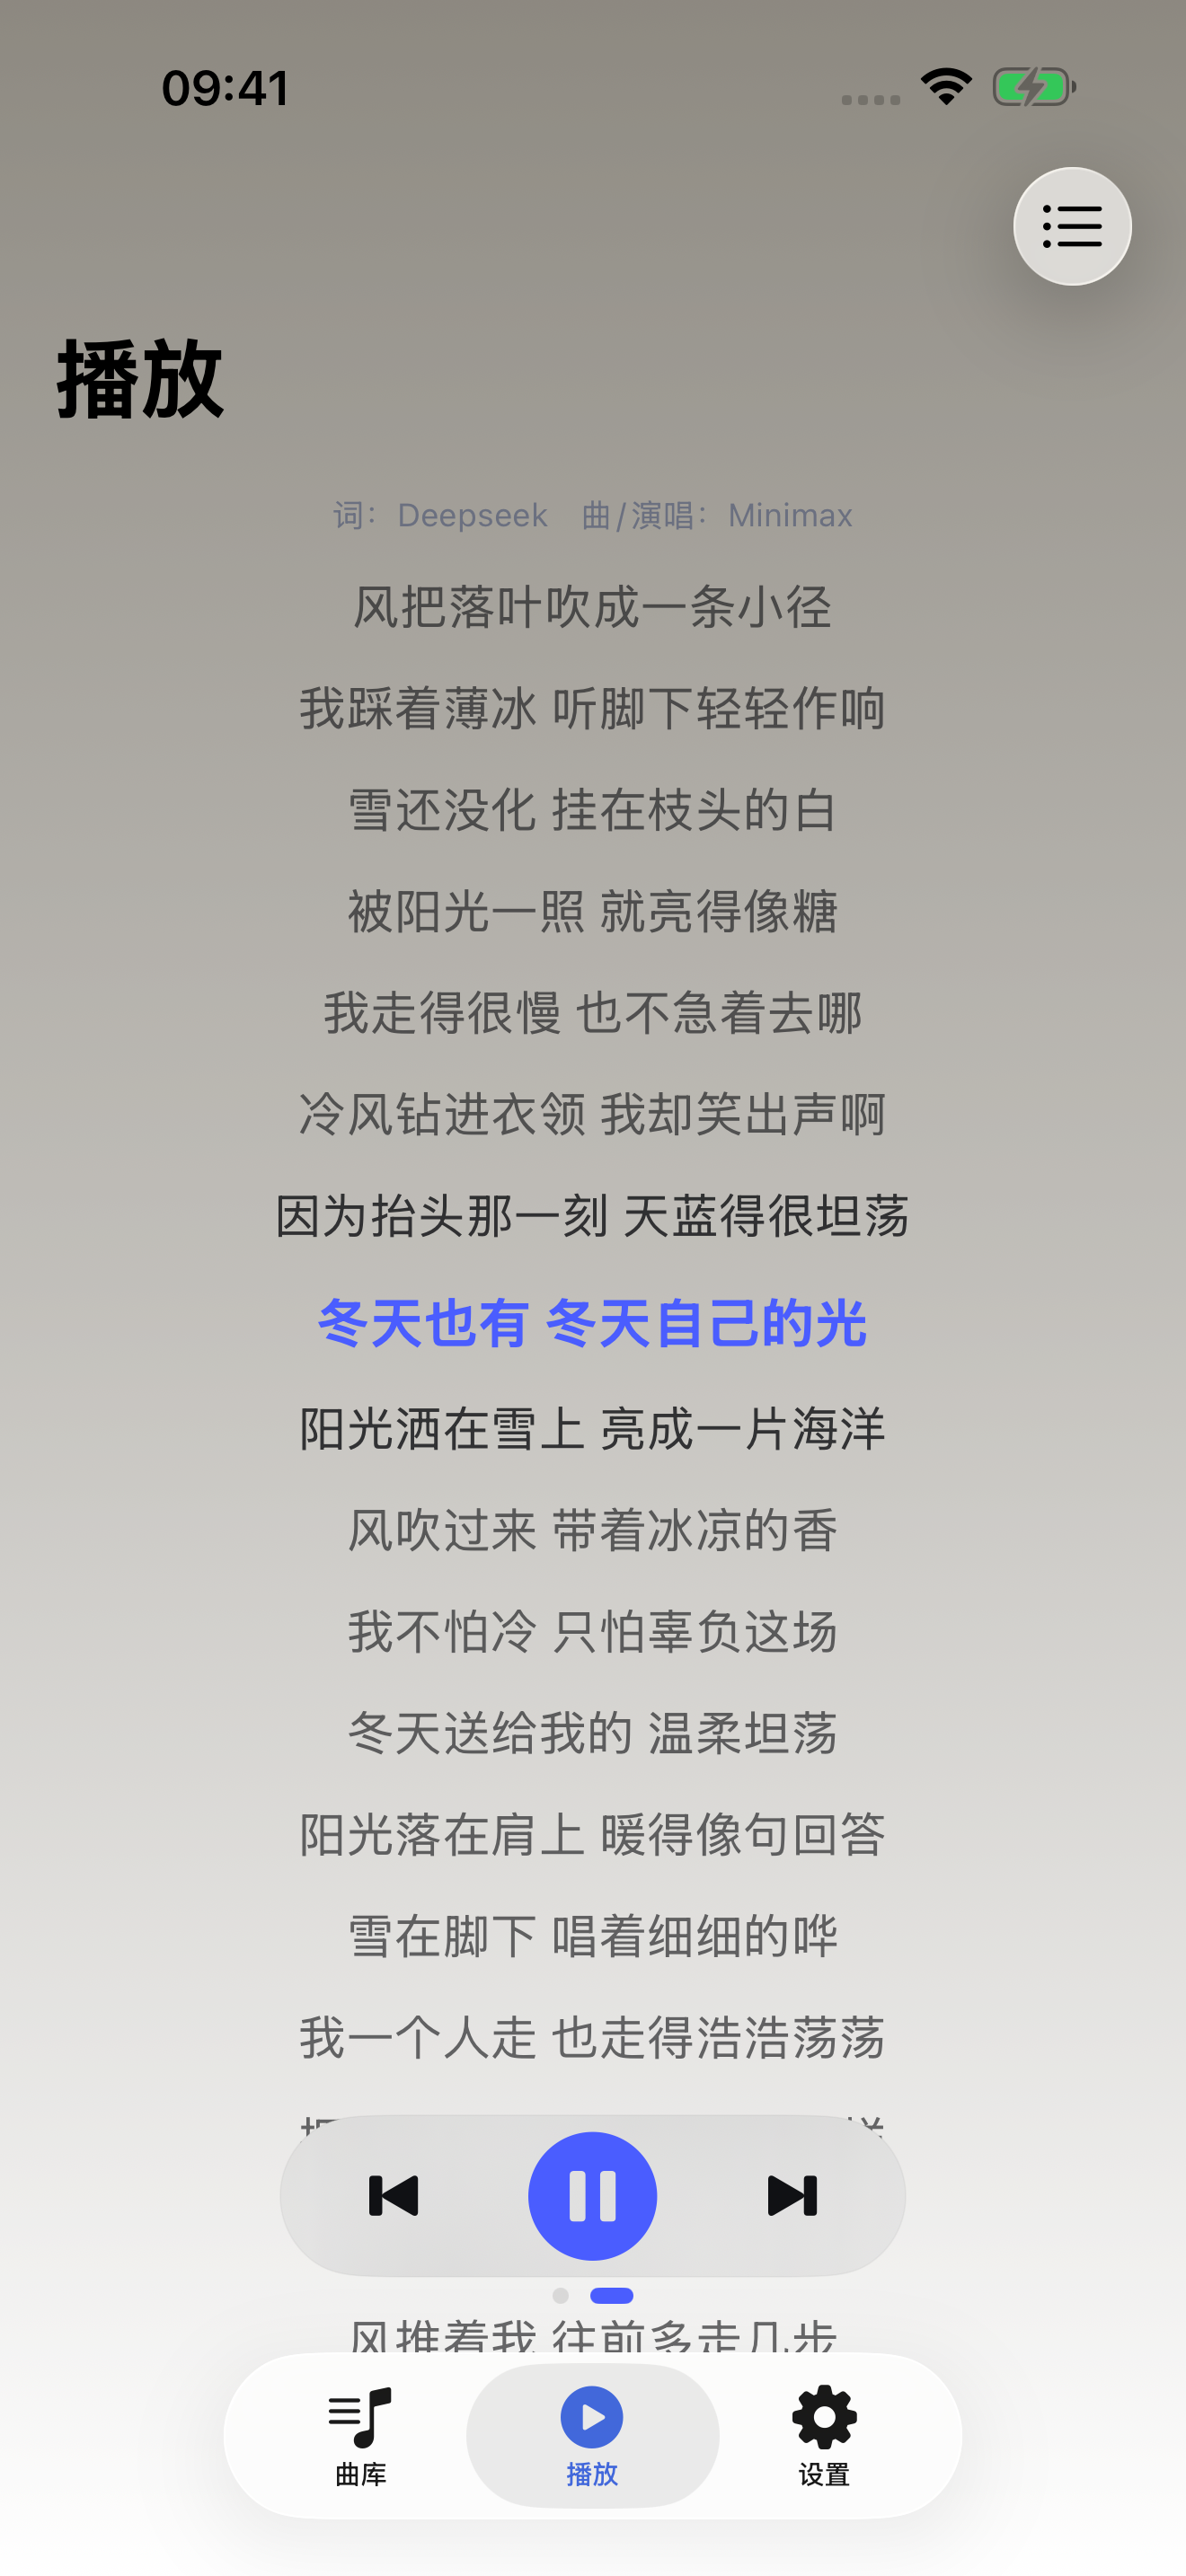 09:41
播放
词：Deepseek 曲/演唱：Minimax
风把落叶吹成一条小径
我踩着薄冰 听脚下轻轻作响
雪还没化 挂在枝头的白
被阳光一照 就亮得像糖
我走得很慢 也不急着去哪
冷风钻进衣领 我却笑出声啊
因为抬头那一刻 天蓝得很坦荡
冬天也有 冬天自己的光
阳光洒在雪上 亮成一片海洋
风吹过来 带着冰凉的香
我不怕冷 只怕辜负这场
冬天送给我的 温柔坦荡
阳光落在肩上 暖得像句回答
雪在脚下 唱着细细的哗
我一个人走 也走得浩浩荡荡
风推着我 往前多走几步
曲库
播放
设置